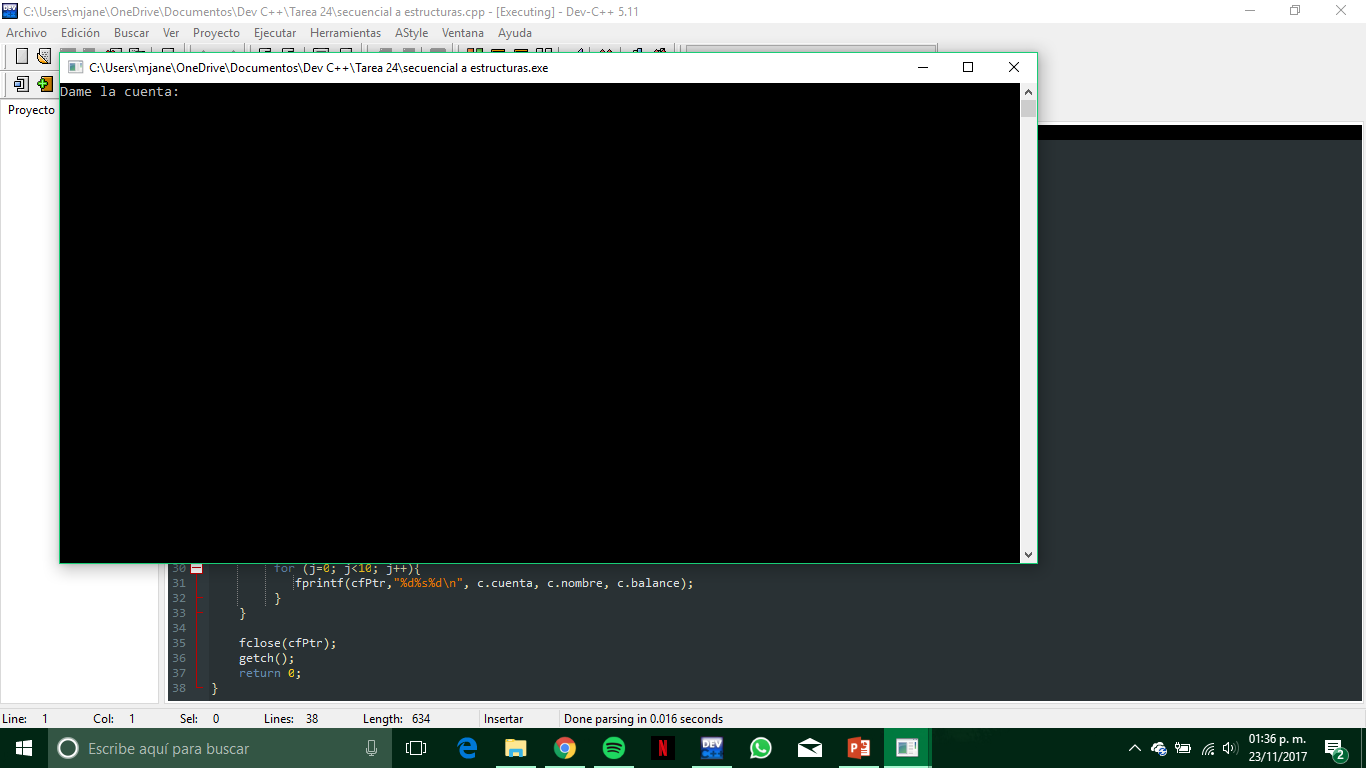 C:\Users\mjane\OneDrive\Documentos\Dev C++\Tarea 24\secuencial a estructuras.cpp - [Executing] - Dev-C++ 5.11
Archivo Edición Buscar Ver Proyecto Ejecutar Herramientas AStyle Ventana Ayuda
C:\Users\mjane\OneDrive\Documentos\Dev C++\Tarea 24\secuencial a estructuras.exe
Dame la cuenta:
Proyecto
30 for (j=0; j<10; j++){
31 fprintf(cfPtr,"%d%s%d\n", c.cuenta, c.nombre, c.balance);
32 }
33 }
34
35 fclose(cfPtr);
36 getch();
37 return 0;
38 }
Line: 1 Col: 1 Sel: 0 Lines: 38 Length: 634 Insertar Done parsing in 0.016 seconds
Escribe aquí para buscar
01:36 p. m.
23/11/2017
2